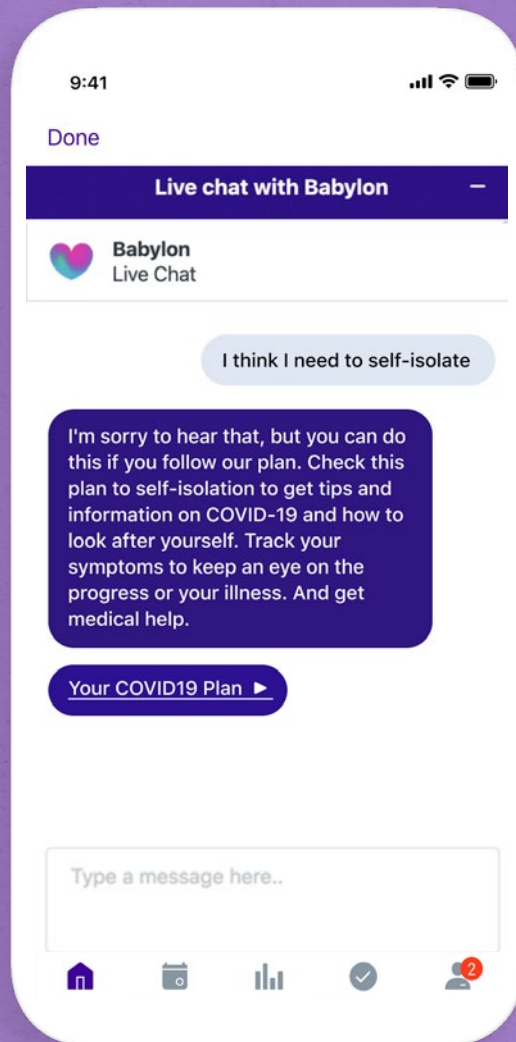 9:41
Done
Live chat with Babylon
Babylon
Live Chat
I think I need to self-isolate
I'm sorry to hear that, but you can do
this if you follow our plan. Check this
plan to self-isolation to get tips and
information on COVID-19 and how to
look after yourself. Track your
symptoms to keep an eye on the
progress or your illness. And get
medical help.
Your COVID19 Plan ►
Type a message here..
2